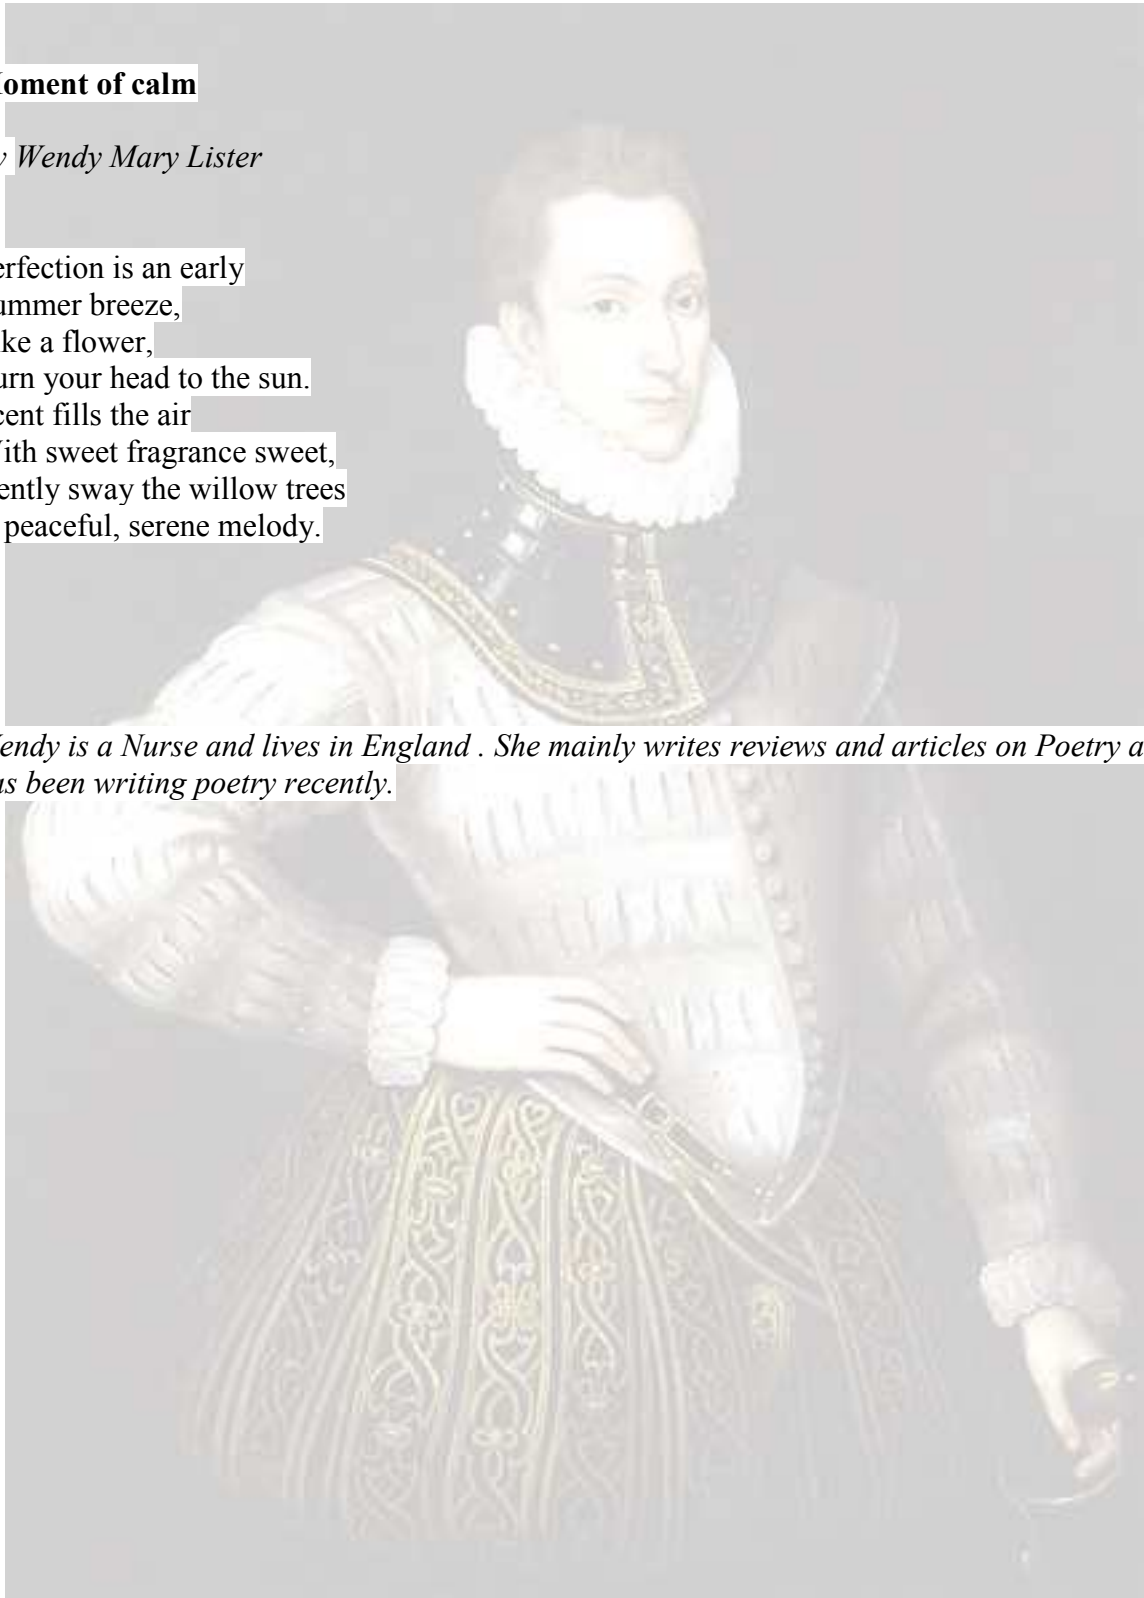 oment of calm
Wendy Mary Lister
erfection is an early
ummer breeze,
ke a flower,
urn your head to the sun.
cent fills the air
ith sweet fragrance sweet,
ently sway the willow trees
peaceful, serene melody.
endy is a Nurse and lives in England . She mainly writes reviews and articles on Poetry a
as been writing poetry recently.